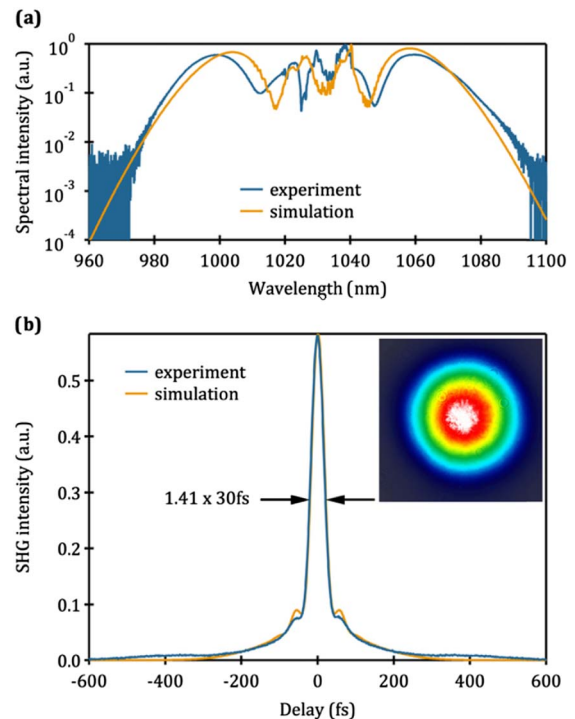 (a)
Spectral intensity (a.u.)
10⁰
10⁻¹
10⁻²
10⁻³
10⁻⁴
experiment
simulation
960 980 1000 1020 1040 1060 1080 1100
Wavelength (nm)
(b)
SHG intensity (a.u.)
0.5
0.4
0.3
0.2
0.1
0.0
experiment
simulation
1.41 x 30fs
-600 -400 -200 0 200 400 600
Delay (fs)